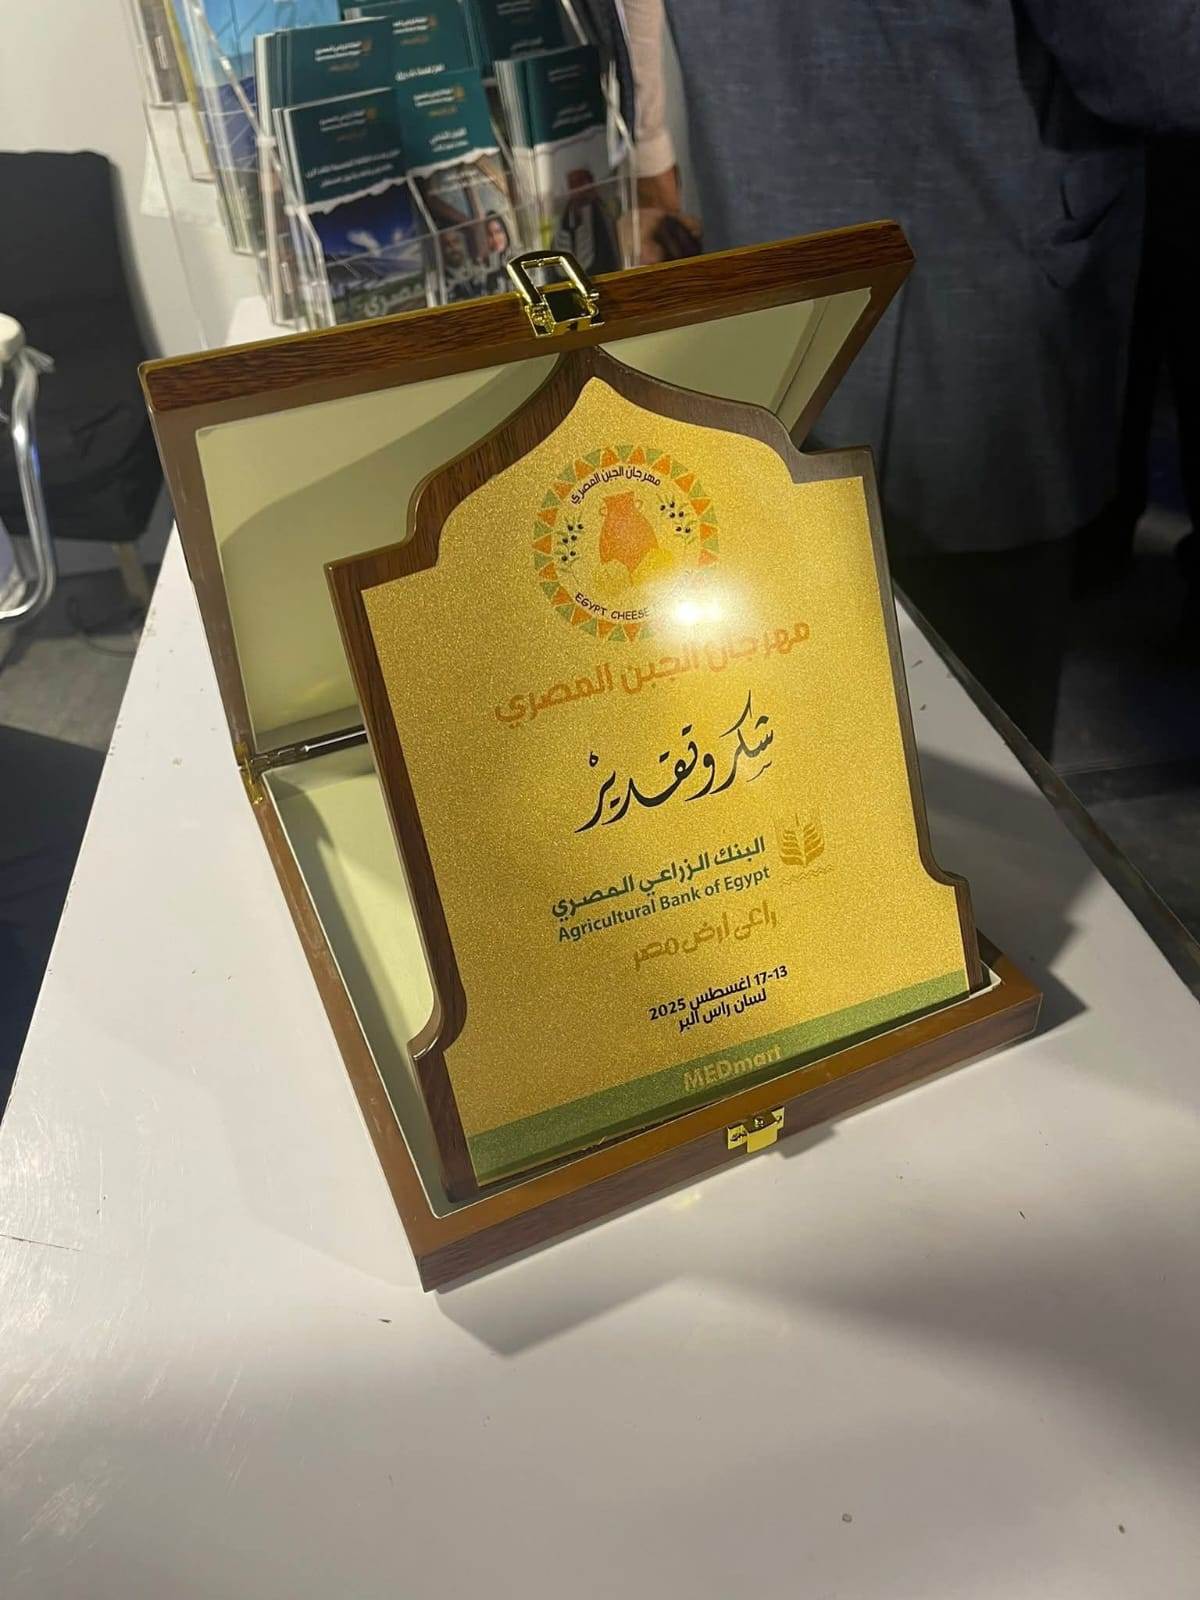 مهرجان الجبن المصري
EGYPT CHEESE
مهرجان الجبن المصري
شكر وتقدير
البنك الزراعي المصري
Agricultural Bank of Egypt
راعى أرض مصر
13-17 اغسطس 2025
لسان راس البر
MEDmart